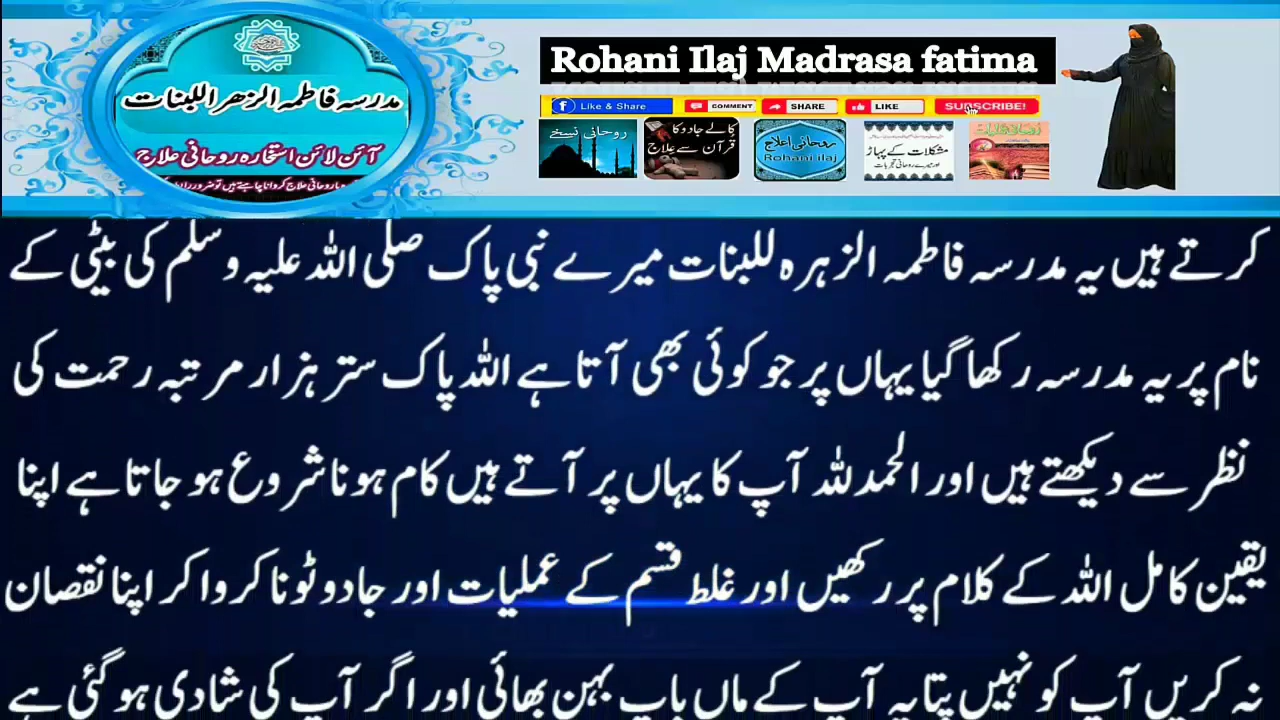 مدرسہ فاطمہ الزھرا للبنات
آئن لائن استخارہ روحانی علاج
Rohani Ilaj Madrasa fatima
Like & Share
COMMENT
SHARE
LIKE
SUBSCRIBE!
روحانی نسخ
کالے جادو کا
قرآن سے علاج
روحانی علاج
Rohani ilaj
مشکلات کے پہاڑ
کرتے ہیں یہ مدرسہ فاطمہ الزہرہ للبنات میرے نبی پاک صلی اللہ علیہ وسلم کی بیٹی کے
نام پر یہ مدرسہ رکھا گیا یہاں پر جو کوئی بھی آتا ہے اللہ پاک ستر ہزار مرتبہ رحمت کی
نظر سے دیکھتے ہیں اور الحمدللہ آپ کا یہاں پر آتے ہیں کام ہونا شروع ہو جاتا ہے اپنا
یقین کامل اللہ کے کلام پر رکھیں اور غلط قسم کے عملیات اور جادو ٹونا کروا کر اپنا نقصان
نہ کریں آپ کو نہیں پتا یہ آپ کے ماں باپ بہن بھائی اور اگر آپ کی شادی ہو گئی ہے